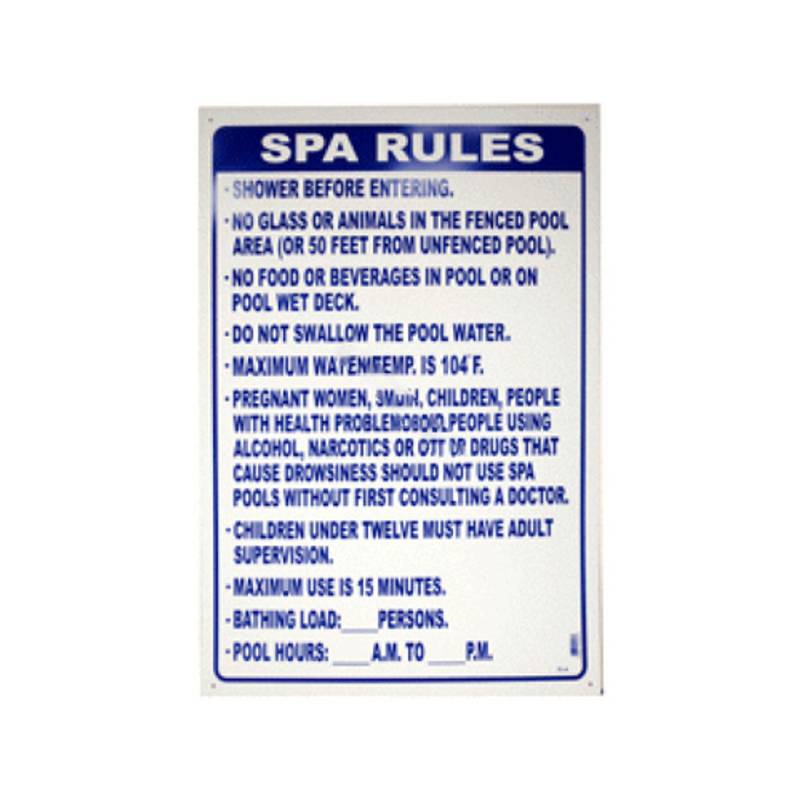 SPA RULES
· SHOWER BEFORE ENTERING.
· NO GLASS OR ANIMALS IN THE FENCED POOL
AREA (OR 50 FEET FROM UNFENCED POOL).
· NO FOOD OR BEVERAGES IN POOL OR ON
POOL WET DECK.
· DO NOT SWALLOW THE POOL WATER.
· MAXIMUM IS 104 F.
· PREGNANT WOMEN, CHILDREN, PEOPLE
WITH HEALTH PEOPLE USING
ALCOHOL, NARCOTICS OR DRUGS THAT
CAUSE DROWSINESS SHOULD NOT USE SPA
POOLS WITHOUT FIRST CONSULTING A DOCTOR.
· CHILDREN UNDER TWELVE MUST HAVE ADULT
SUPERVISION.
· MAXIMUM USE IS 15 MINUTES.
· BATHING LOAD:____PERSONS.
· POOL HOURS: ____ A.M. TO ____P.M.